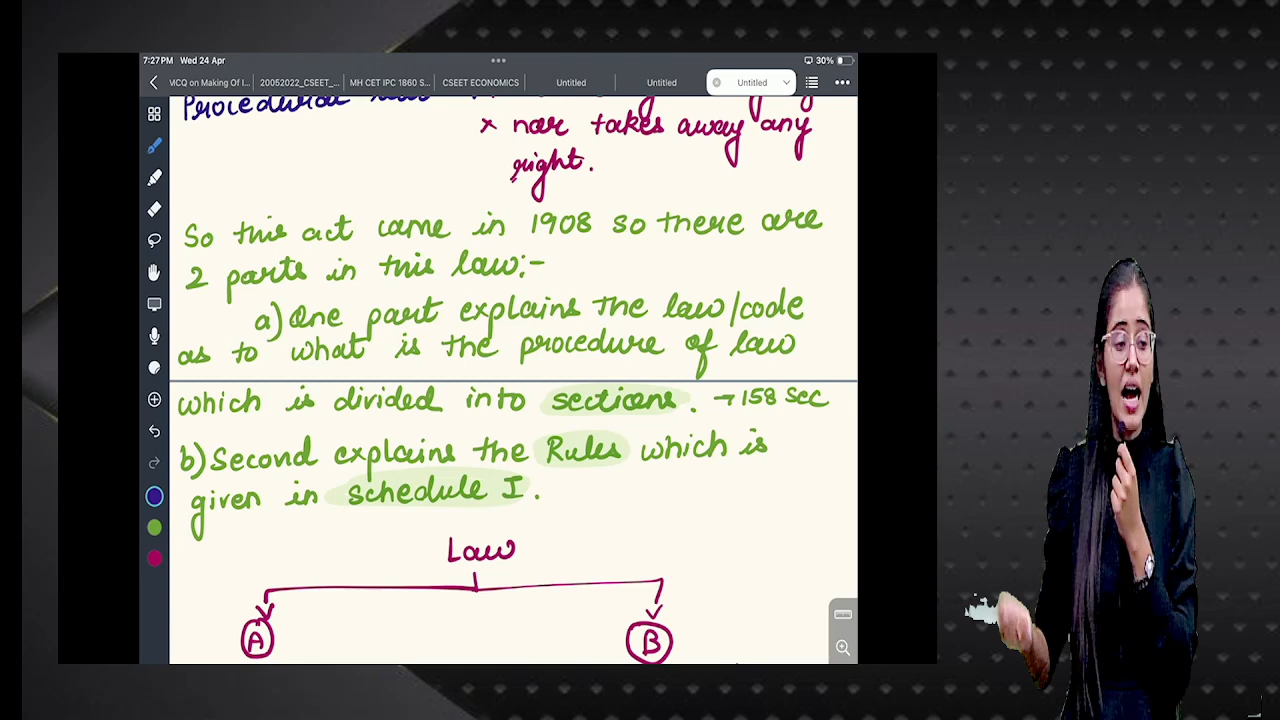 7:27 PM Wed 24 Apr
30%
MCQ on Making Of I...
20052022_CSEET_...
MH CET IPC 1860 S...
CSEET ECONOMICS
Untitled
Untitled
Untitled
Procedural
x nor takes away any
right.
So this act came in 1908 so there are
2 parts in this law:-
a) One part explains the law/code
as to what is the procedure of law
which is divided into sections. → 158 Sec
b) Second explains the Rules which is
given in schedule I.
Law
A
B